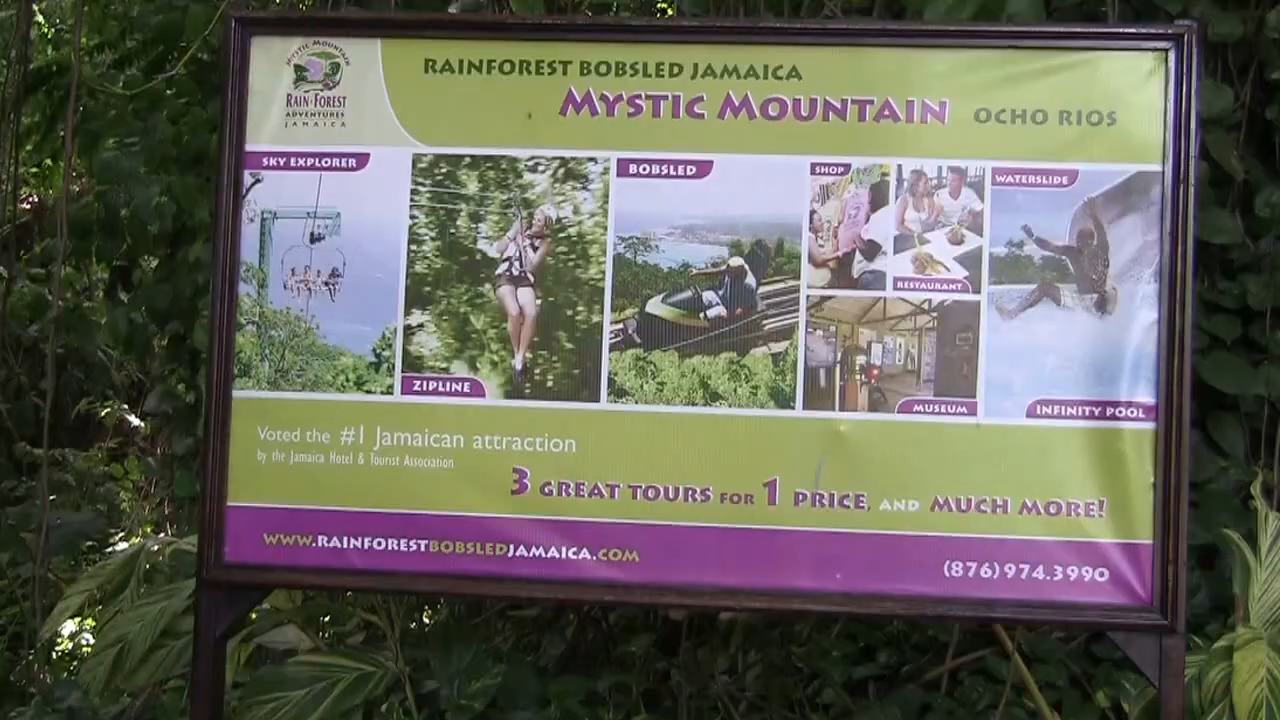 MYSTIC MOUNTAIN
RAIN·FOREST
ADVENTURES
JAMAICA
RAINFOREST BOBSLED JAMAICA
MYSTIC MOUNTAIN OCHO RIOS
SKY EXPLORER
ZIPLINE
BOBSLED
SHOP
RESTAURANT
MUSEUM
WATERSLIDE
INFINITY POOL
Voted the #1 Jamaican attraction
by the Jamaica Hotel & Tourist Association
3 GREAT TOURS FOR 1 PRICE, AND MUCH MORE!
WWW.RAINFORESTBOBSLEDJAMAICA.COM
(876)974.3990